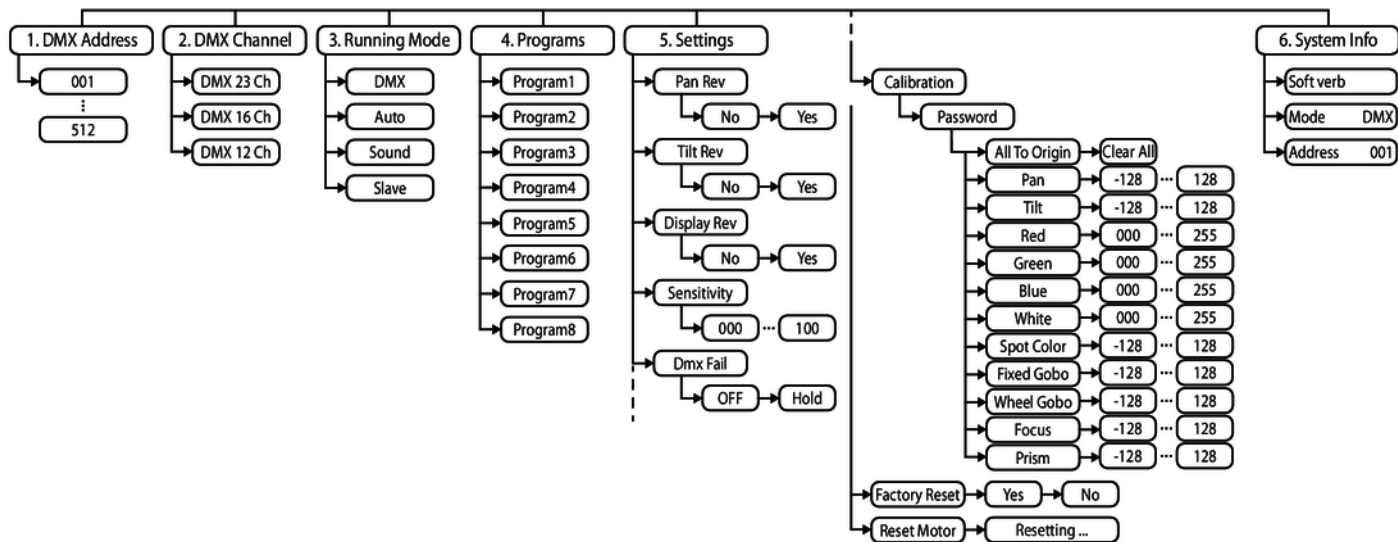 1. DMX Address
001
⋮
512
2. DMX Channel
DMX 23 Ch
DMX 16 Ch
DMX 12 Ch
3. Running Mode
DMX
Auto
Sound
Slave
4. Programs
Program1
Program2
Program3
Program4
Program5
Program6
Program7
Program8
5. Settings
Pan Rev
No Yes
Tilt Rev
No Yes
Display Rev
No Yes
Sensitivity
000 ... 100
Dmx Fail
OFF Hold
Calibration
Password
All To Origin Clear All
Pan -128 ... 128
Tilt -128 ... 128
Red 000 ... 255
Green 000 ... 255
Blue 000 ... 255
White 000 ... 255
Spot Color -128 ... 128
Fixed Gobo -128 ... 128
Wheel Gobo -128 ... 128
Focus -128 ... 128
Prism -128 ... 128
Factory Reset Yes No
Reset Motor Resetting ...
6. System Info
Soft verb
Mode DMX
Address 001